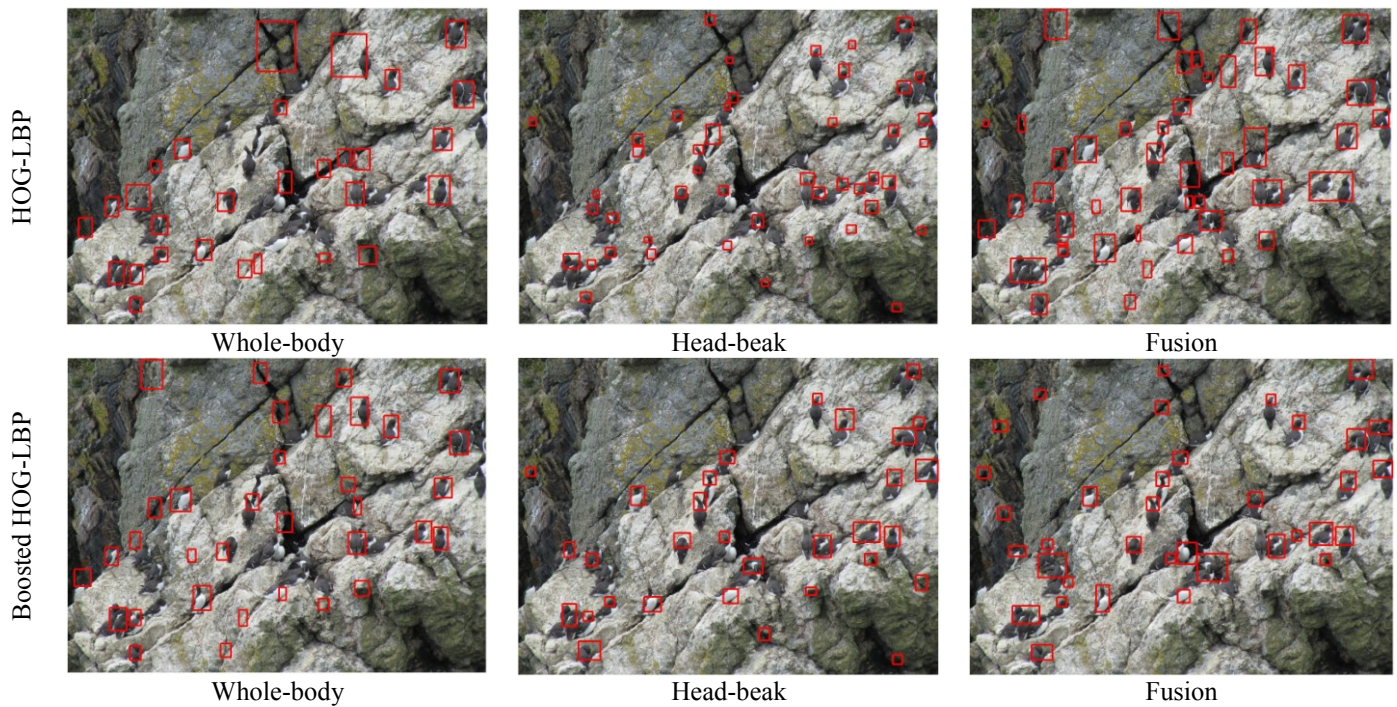 HOG-LBP
Whole-body
Head-beak
Fusion
Boosted HOG-LBP
Whole-body
Head-beak
Fusion